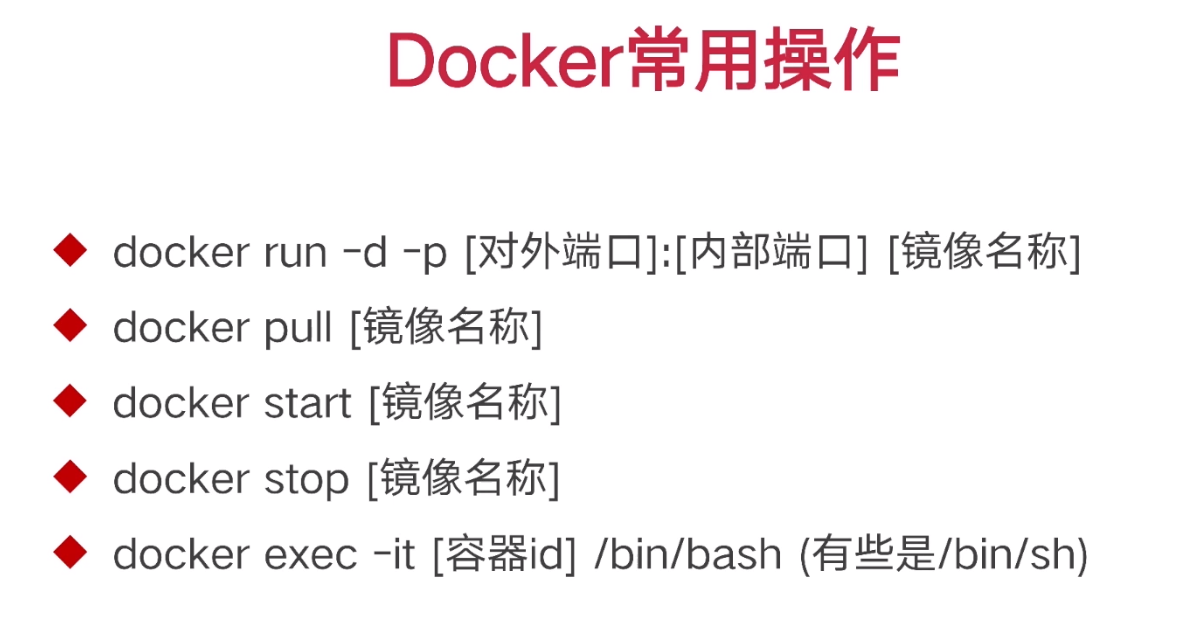 Docker常用操作
docker run -d -p [对外端口]:[内部端口] [镜像名称]
docker pull [镜像名称]
docker start [镜像名称]
docker stop [镜像名称]
docker exec -it [容器id] /bin/bash (有些是/bin/sh)